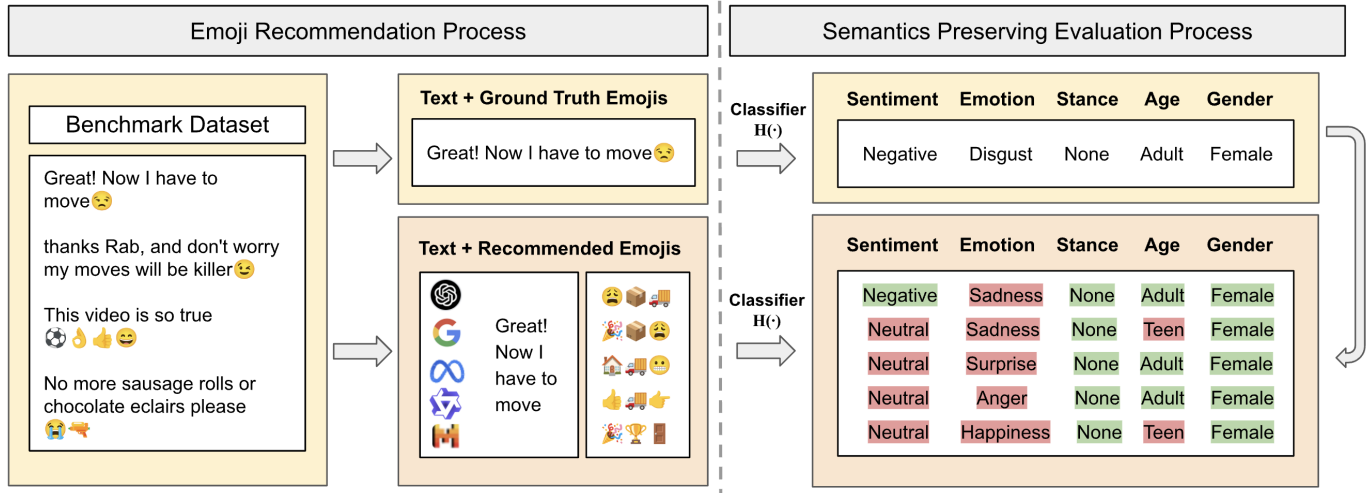 Emoji Recommendation Process
Semantics Preserving Evaluation Process
Benchmark Dataset
Great! Now I have to
move😒
thanks Rab, and don't worry
my moves will be killer😉
This video is so true
⚽👌👍😄
No more sausage rolls or
chocolate eclairs please
😭🔫
Text + Ground Truth Emojis
Great! Now I have to move😒
Text + Recommended Emojis
Great!
Now I
have to
move
😩📦🚚
🎉📦😩
🏠🚚😬
👍🚚👉
🎉🏆🚪
Classifier
H(·)
Sentiment Emotion Stance Age Gender
Negative Disgust None Adult Female
Classifier
H(·)
Sentiment Emotion Stance Age Gender
Negative Sadness None Adult Female
Neutral Sadness None Teen Female
Neutral Surprise None Adult Female
Neutral Anger None Adult Female
Neutral Happiness None Teen Female